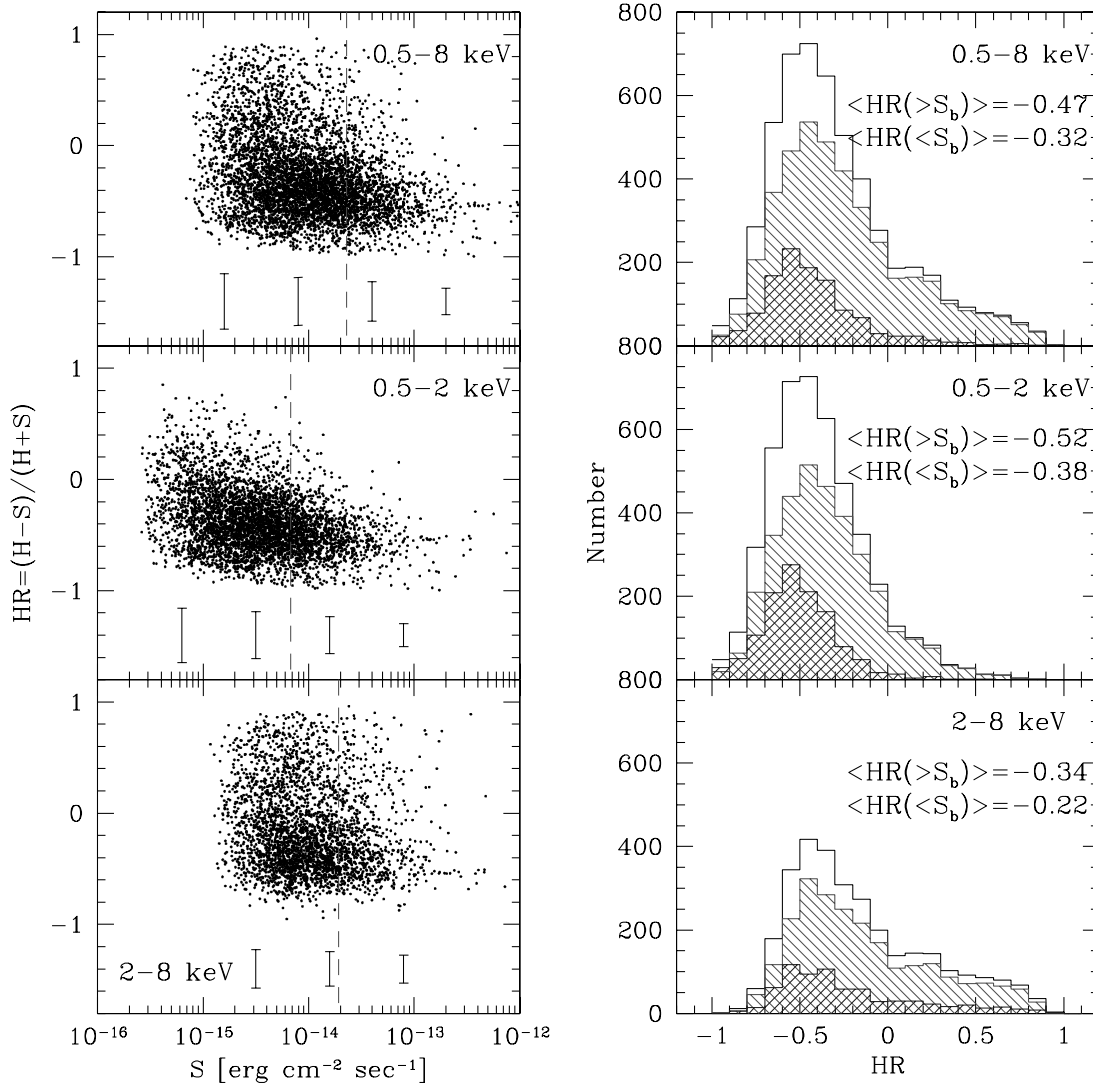 1
0
−1
0.5−8 keV
1
0
−1
0.5−2 keV
1
0
−1
2−8 keV
HR=(H−S)/(H+S)
10⁻¹⁶ 10⁻¹⁵ 10⁻¹⁴ 10⁻¹³ 10⁻¹²
S [erg cm⁻² sec⁻¹]
800
600
400
200
0.5−8 keV
<HR(>S_b)>=−0.47
<HR(<S_b)>=−0.32
800
600
400
200
0.5−2 keV
<HR(>S_b)>=−0.52
<HR(<S_b)>=−0.38
Number
800
600
400
200
0
2−8 keV
<HR(>S_b)>=−0.34
<HR(<S_b)>=−0.22
−1 −0.5 0 0.5 1
HR